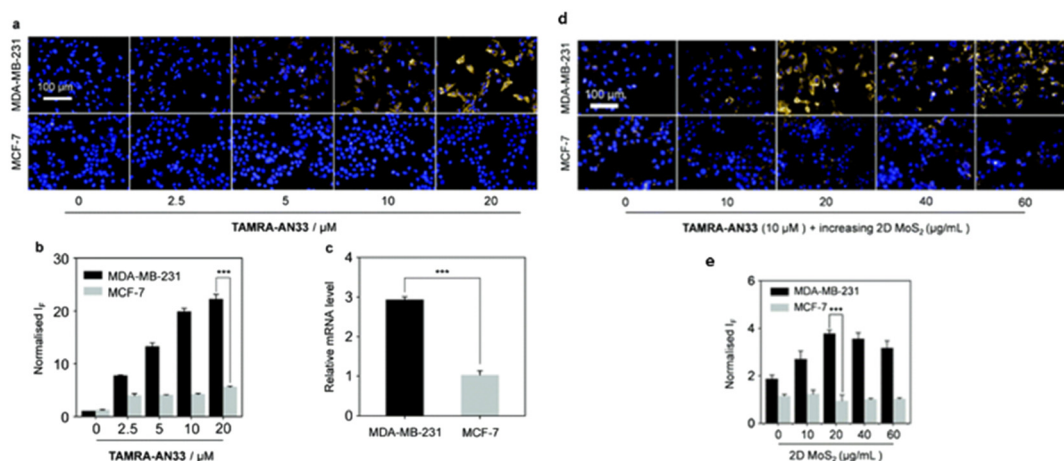 a
MDA-MB-231
100 µm
MCF-7
0 2.5 5 10 20
TAMRA-AN33 / µM
d
MDA-MB-231
100 µm
MCF-7
0 10 20 40 60
TAMRA-AN33 (10 µM ) + increasing 2D MoS₂ (µg/mL )
b
30
20
10
0
Normalised I_F
MDA-MB-231
MCF-7
***
0 2.5 5 10 20
TAMRA-AN33 / µM
c
4
3
2
1
0
Relative mRNA level
***
MDA-MB-231 MCF-7
e
6
4
2
0
Normalised I_F
MDA-MB-231
MCF-7
***
0 10 20 40 60
2D MoS₂ (µg/mL)